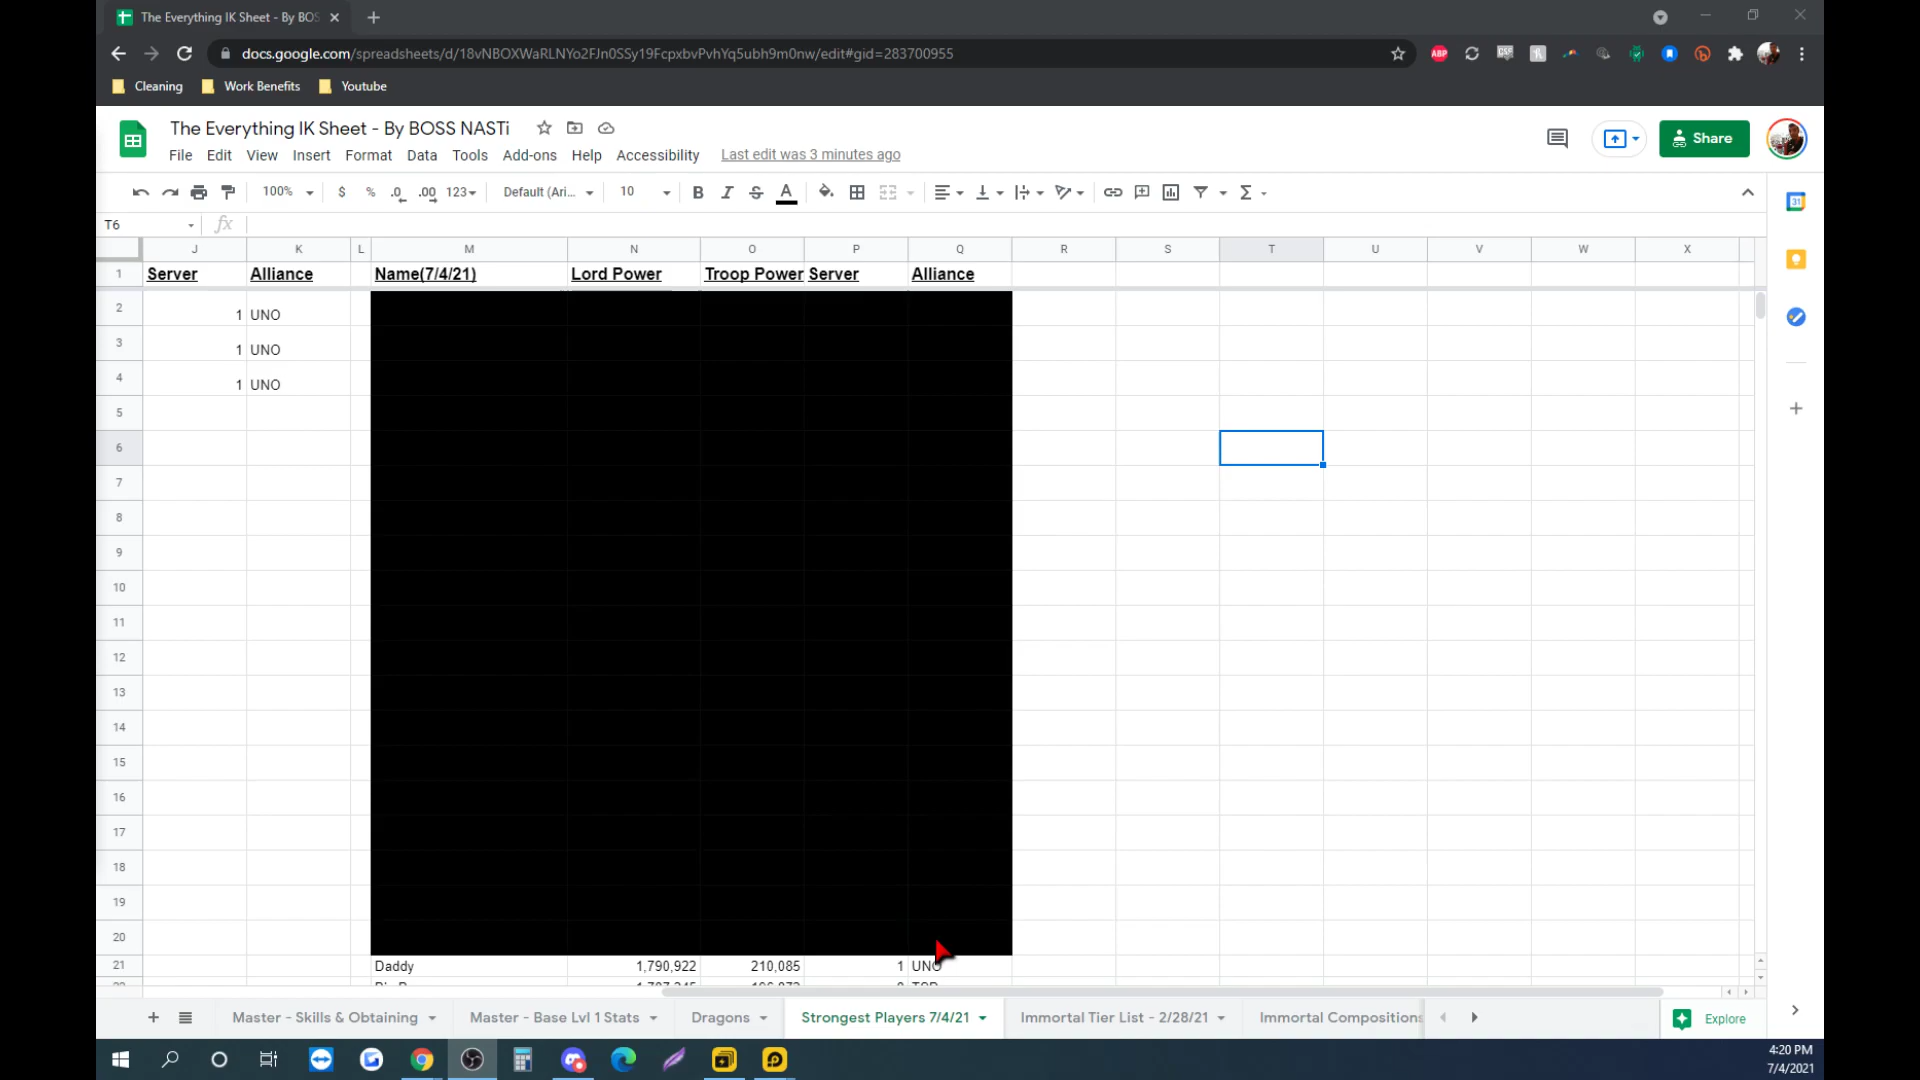 The Everything IK Sheet - By BOS
docs.google.com/spreadsheets/d/18vNBOXWaRLNYo2FJn0SSy19FcpxbvPvhYq5ubh9m0nw/edit#gid=283700955
ABP
Cleaning Work Benefits Youtube
The Everything IK Sheet - By BOSS NASTi
Share
File Edit View Insert Format Data Tools Add-ons Help Accessibility Last edit was 3 minutes ago
100% $ % .0 .00 123 Default (Ari... 10 B I S A Σ
31
T6 fx
J K L M N O P Q R S T U V W X
1 Server Alliance Name(7/4/21) Lord Power Troop Power Server Alliance
2 1 UNO
3 1 UNO
4 1 UNO
5
6
7
8
9
10
11
12
13
14
15
16
17
18
19
20
21 Daddy 1,790,922 210,085 1 UNO
Master - Skills & Obtaining Master - Base Lvl 1 Stats Dragons Strongest Players 7/4/21 Immortal Tier List - 2/28/21 Immortal Compositions Explore
4:20 PM
7/4/2021